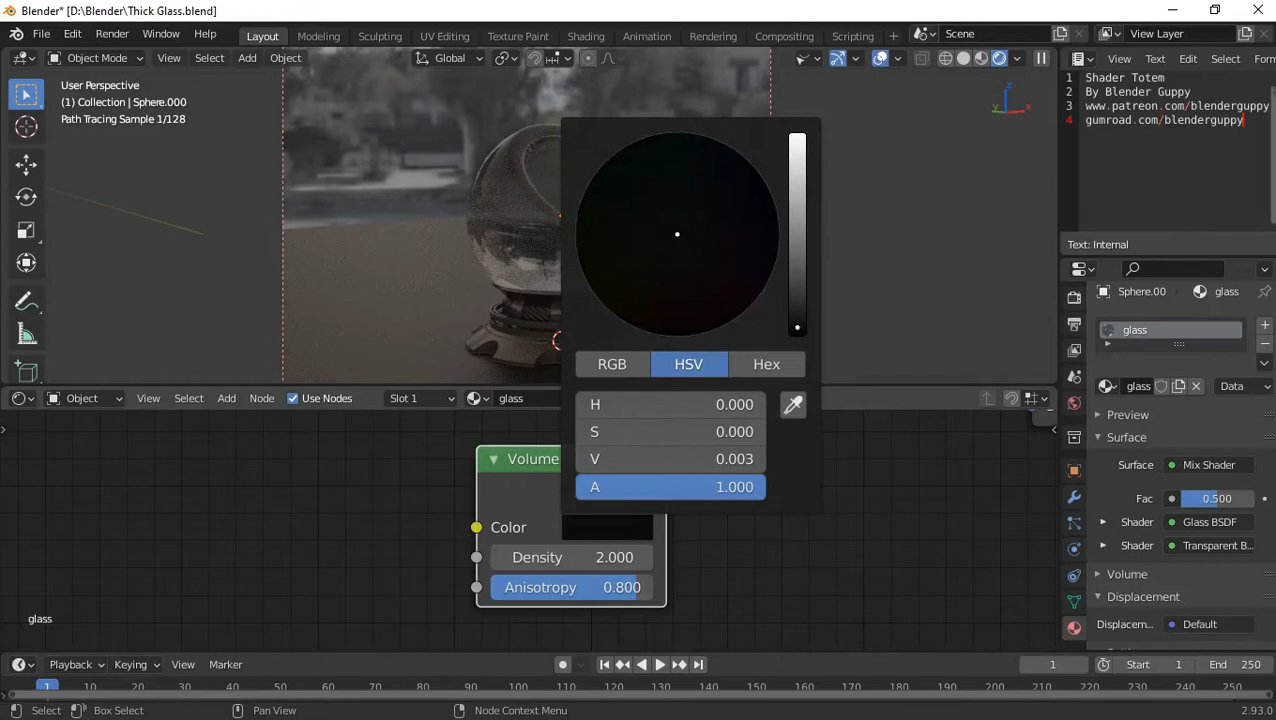 Blender* [D:\Blender\Thick Glass.blend]
File Edit Render Window Help Layout Modeling Sculpting UV Editing Texture Paint Shading Animation Rendering Compositing Scripting + Scene View Layer
Object Mode View Select Add Object Global View Text Edit Select Form
User Perspective
(1) Collection | Sphere.000
Path Tracing Sample 1/128
1 Shader Totem
2 By Blender Guppy
3 www.patreon.com/blenderguppy
4 gumroad.com/blenderguppy
Text: Internal
Sphere.00 glass
glass
glass Data
Preview
Surface
Surface Mix Shader
Fac 0.500
Shader Glass BSDF
Shader Transparent B...
Volume
Displacement
Displacem... Default
RGB HSV Hex
H 0.000
S 0.000
V 0.003
A 1.000
Object View Select Add Node Use Nodes Slot 1 glass
Volume
Color
Density 2.000
Anisotropy 0.800
glass
Playback Keying View Marker 1 Start 1 End 250
1 10 20 30 40 50 60 70 80 90 100 110 120 130 140 150 160 170 180 190 200 210 220 230 240 250
Select Box Select Pan View Node Context Menu 2.93.0